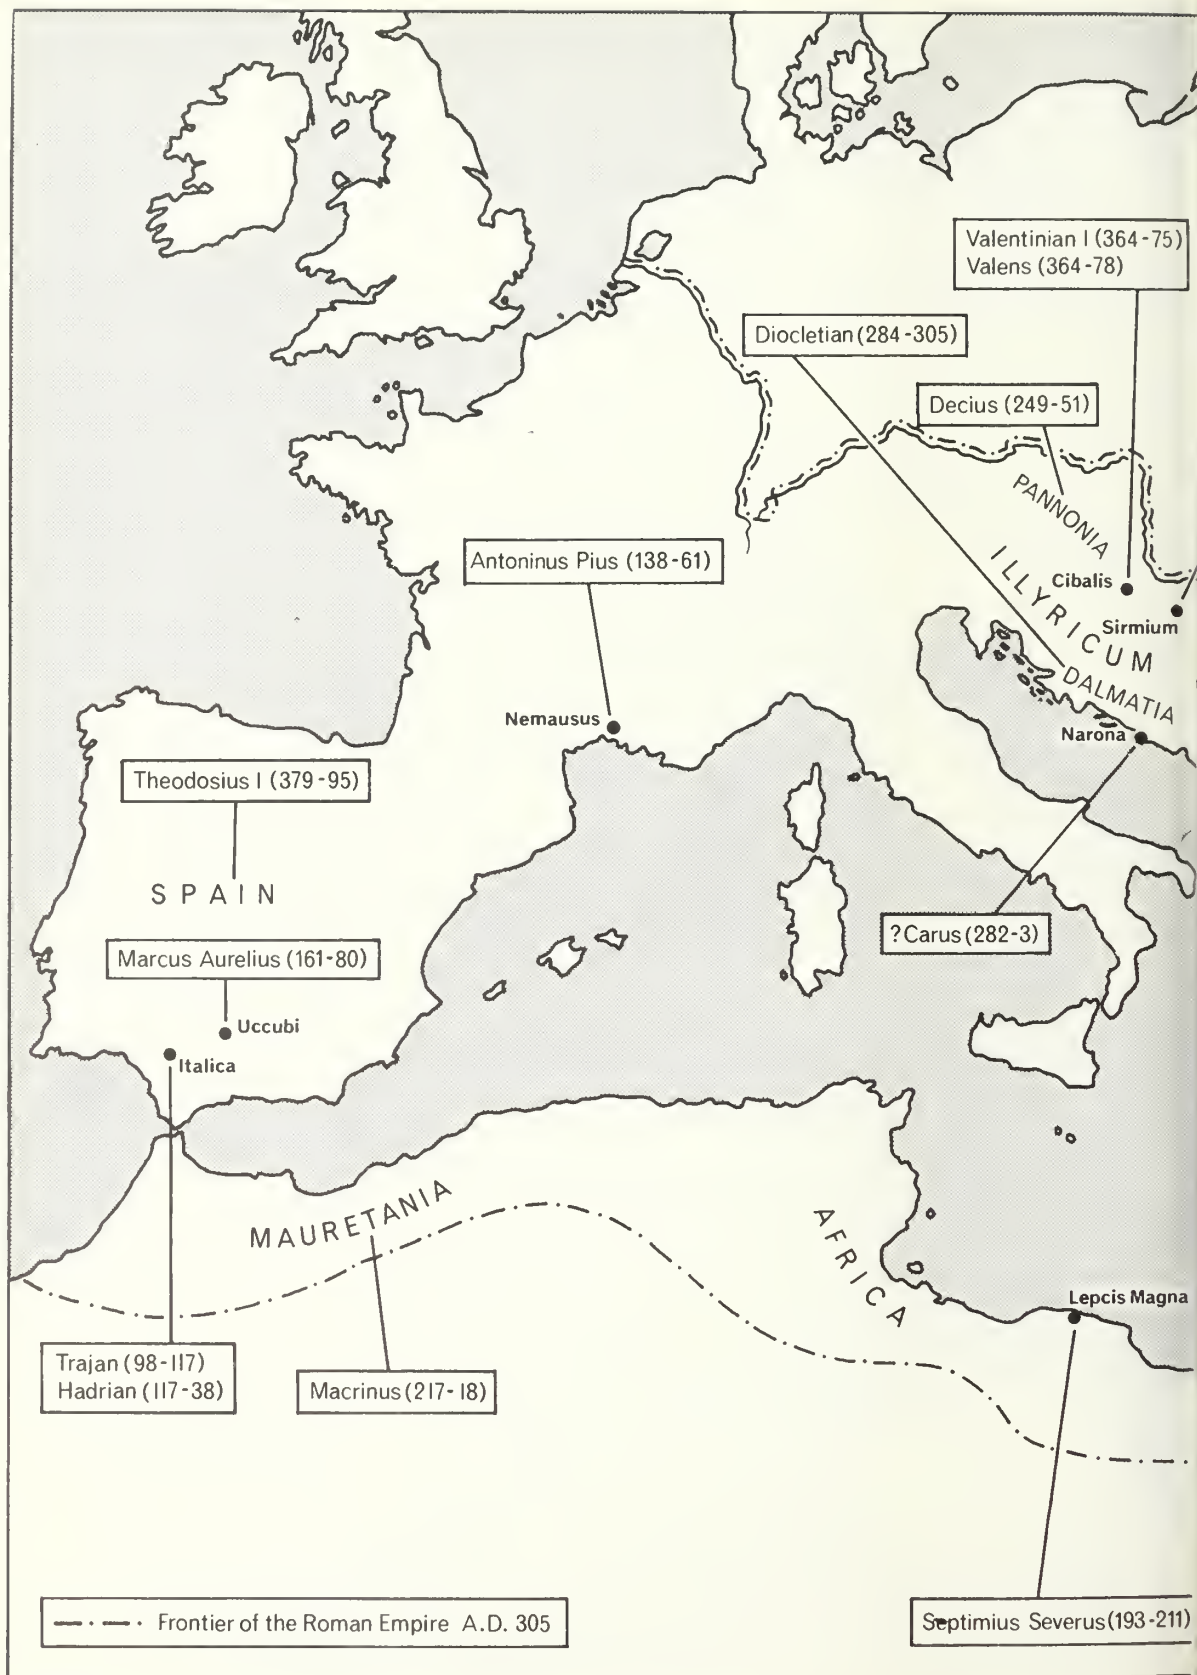 Valentinian I (364-75)
Valens (364-78)
Diocletian (284-305)
Decius (249-51)
PANNONIA
Antoninus Pius (138-61)
ILLYRICUM
Cibalis
Sirmium
DALMATIA
Nemausus
Narona
Theodosius I (379-95)
SPAIN
?Carus (282-3)
Marcus Aurelius (161-80)
Uccubi
Italica
MAURETANIA
AFRICA
Lepcis Magna
Trajan (98-117)
Hadrian (117-38)
Macrinus (217-18)
Frontier of the Roman Empire A.D. 305
Septimius Severus (193-211)